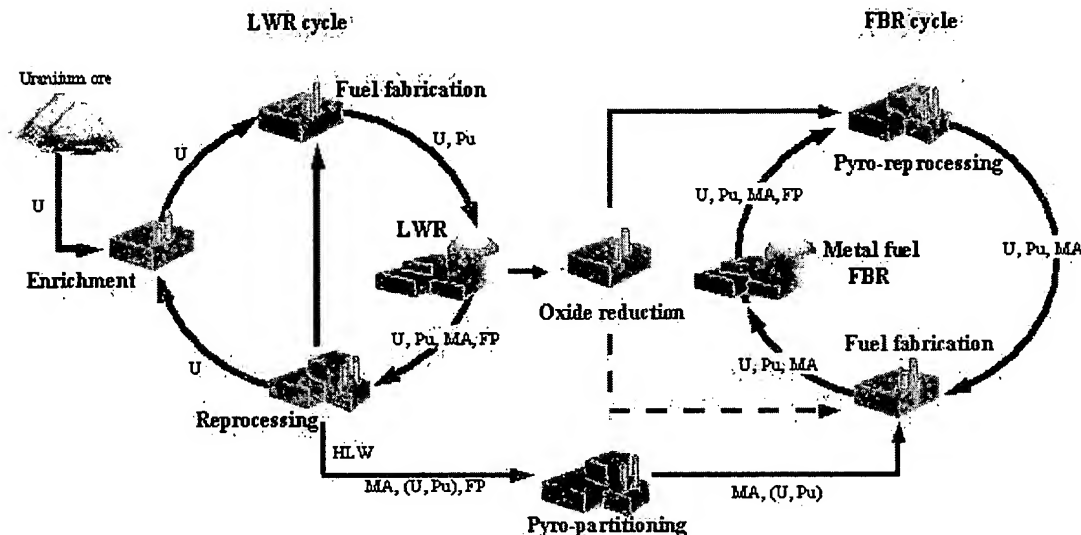 LWR cycle
FBR cycle
Uranium ore
Fuel fabrication
U
U, Pu
U
Pyro-reprocessing
U, Pu, MA, FP
LWR
Metal fuel
FBR
U, Pu, MA
Enrichment
Oxide reduction
U, Pu, MA, FP
U
Fuel fabrication
U, Pu, MA
Reprocessing
HLW
MA, (U, Pu), FP
MA, (U, Pu)
Pyro-partitioning